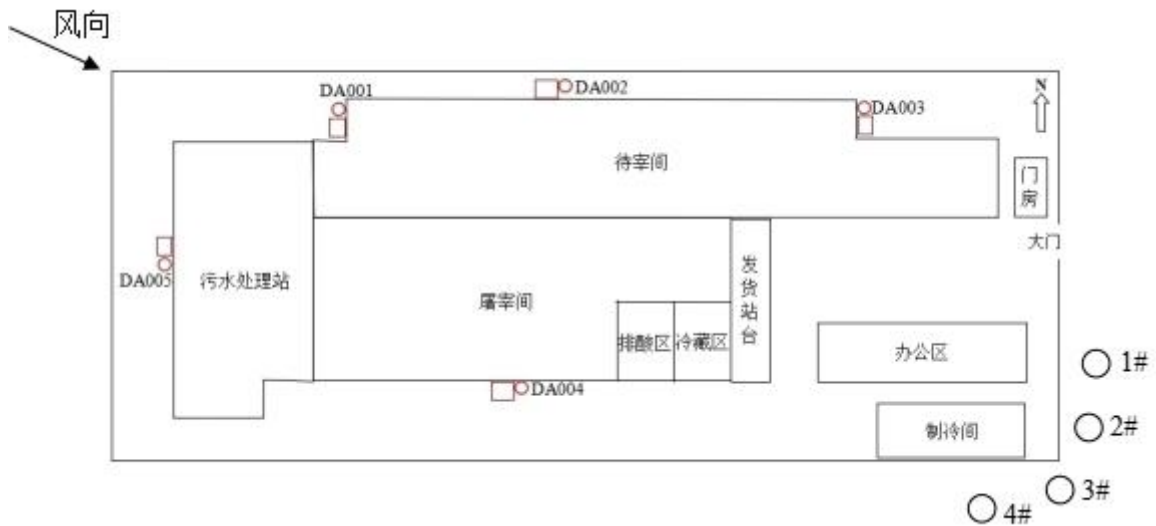 风向
DA001
DA002
DA003
N
待宰间
门房
大门
DA005
污水处理站
屠宰间
发货站台
排酸区
冷藏区
办公区
1#
DA004
制冷间
2#
3#
4#